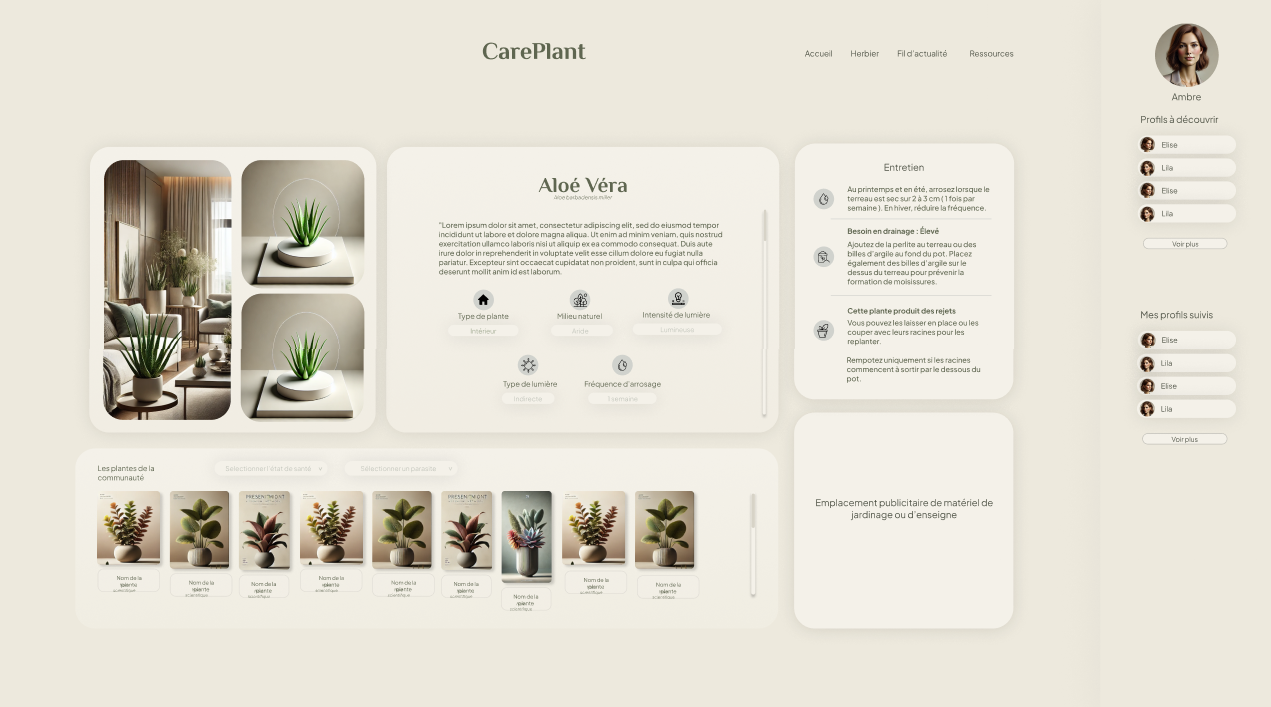 CarePlant
Accueil Herbier Fil d'actualité Ressources
Ambre
Profils à découvrir
Elise
Lila
Elise
Lila
Voir plus
Mes profils suivis
Elise
Lila
Elise
Lila
Voir plus
Aloé Véra
Aloe barbadensis miller
"Lorem ipsum dolor sit amet, consectetur adipiscing elit, sed do eiusmod tempor
incididunt ut labore et dolore magna aliqua. Ut enim ad minim veniam, quis nostrud
exercitation ullamco laboris nisi ut aliquip ex ea commodo consequat. Duis aute
irure dolor in reprehenderit in voluptate velit esse cillum dolore eu fugiat nulla
pariatur. Excepteur sint occaecat cupidatat non proident, sunt in culpa qui officia
deserunt mollit anim id est laborum.
Type de plante
Intérieur
Milieu naturel
Aride
Intensité de lumière
Lumineuse
Type de lumière
Indirecte
Fréquence d'arrosage
1 semaine
Entretien
Au printemps et en été, arrosez lorsque le
terreau est sec sur 2 à 3 cm ( 1 fois par
semaine ). En hiver, réduire la fréquence.
Besoin en drainage : Élevé
Ajoutez de la perlite au terreau ou des
billes d'argile au fond du pot. Placez
également des billes d'argile sur le
dessus du terreau pour prévenir la
formation de moisissures.
Cette plante produit des rejets
Vous pouvez les laisser en place ou les
couper avec leurs racines pour les
replanter.
Rempotez uniquement si les racines
commencent à sortir par le dessous du
pot.
Les plantes de la
communauté
Sélectionner l'état de santé v
Sélectionner un parasite v
Nom de la
plante
scientifique
Nom de la
plante
scientifique
PRESENTMONT
Nom de la
plante
scientifique
Nom de la
plante
scientifique
Nom de la
plante
scientifique
PRESENTMONT
Nom de la
plante
scientifique
Nom de la
plante
scientifique
Nom de la
plante
scientifique
Nom de la
plante
scientifique
Emplacement publicitaire de matériel de
jardinage ou d'enseigne